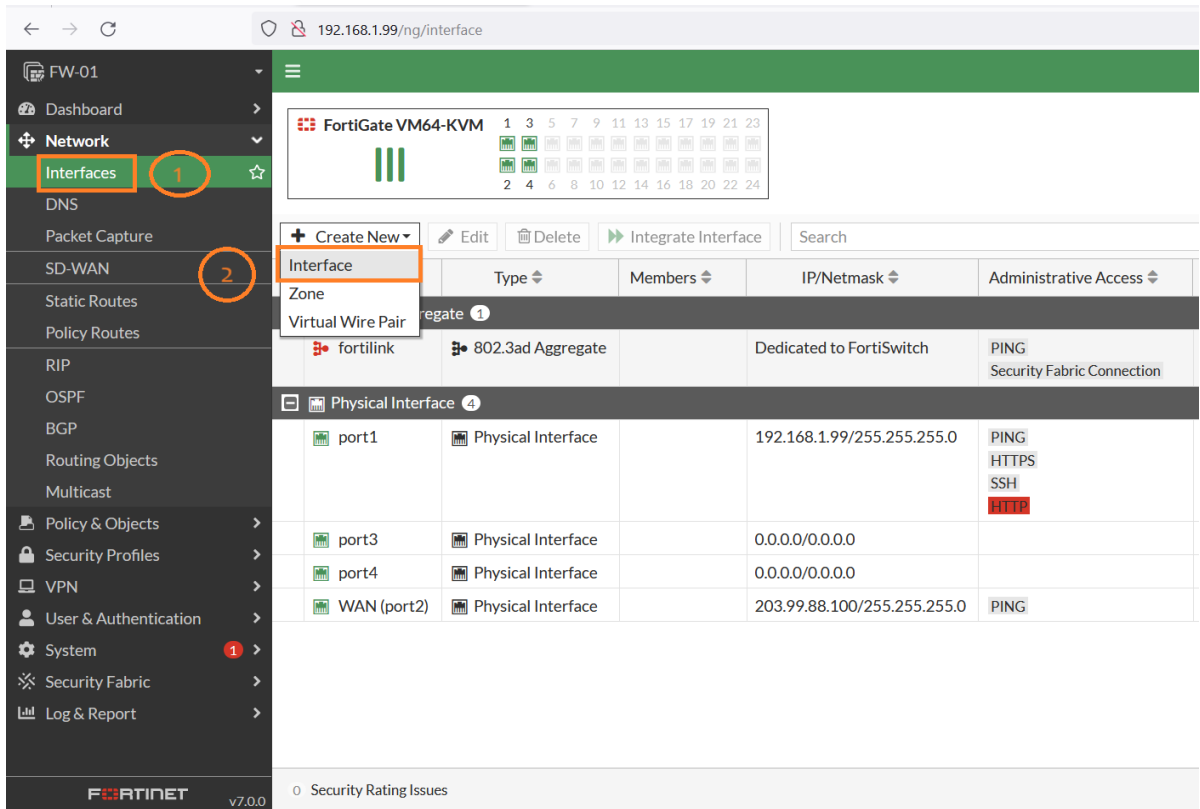 192.168.1.99/ng/interface
FW-01
Dashboard
Network
Interfaces
1
DNS
Packet Capture
SD-WAN
2
Static Routes
Policy Routes
RIP
OSPF
BGP
Routing Objects
Multicast
Policy & Objects
Security Profiles
VPN
User & Authentication
System 1
Security Fabric
Log & Report
FORTINET v7.0.0
FortiGate VM64-KVM
1 3 5 7 9 11 13 15 17 19 21 23
2 4 6 8 10 12 14 16 18 20 22 24
Create New Edit Delete Integrate Interface Search
Interface
Zone
Virtual Wire Pair
Type Members IP/Netmask Administrative Access
regate 1
fortilink 802.3ad Aggregate Dedicated to FortiSwitch PING
Security Fabric Connection
Physical Interface 4
port1 Physical Interface 192.168.1.99/255.255.255.0 PING
HTTPS
SSH
HTTP
port3 Physical Interface 0.0.0.0/0.0.0.0
port4 Physical Interface 0.0.0.0/0.0.0.0
WAN (port2) Physical Interface 203.99.88.100/255.255.255.0 PING
0 Security Rating Issues